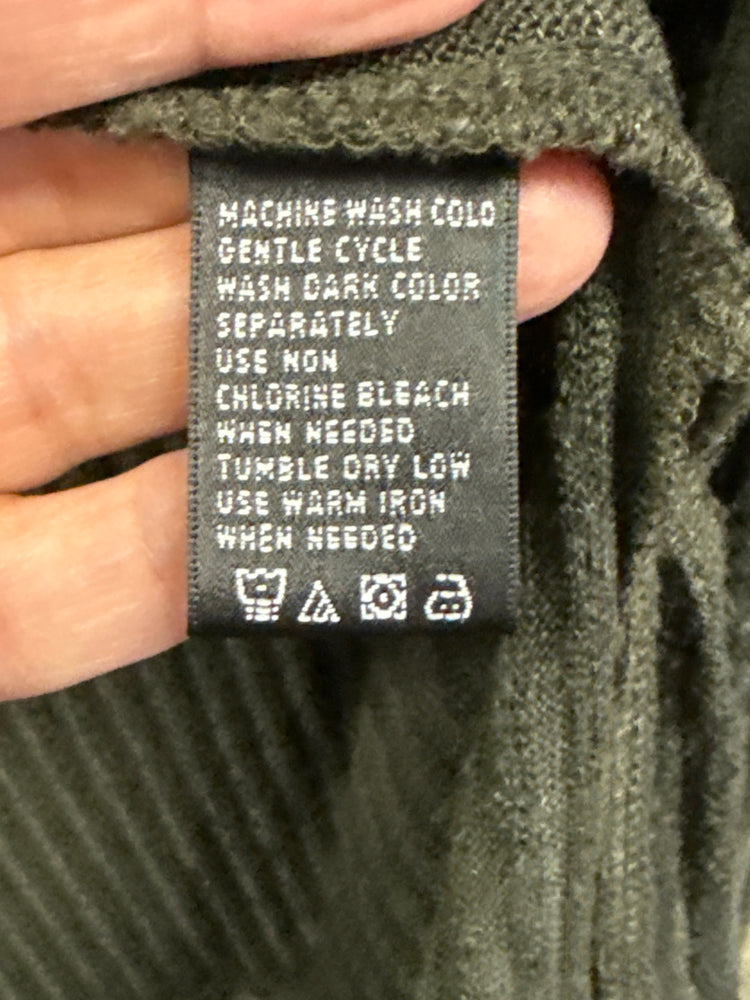 MACHINE WASH COLD
GENTLE CYCLE
WASH DARK COLOR
SEPARATELY
USE NON
CHLORINE BLEACH
WHEN NEEDED
TUMBLE DRY LOW
USE WARM IRON
WHEN NEEDED